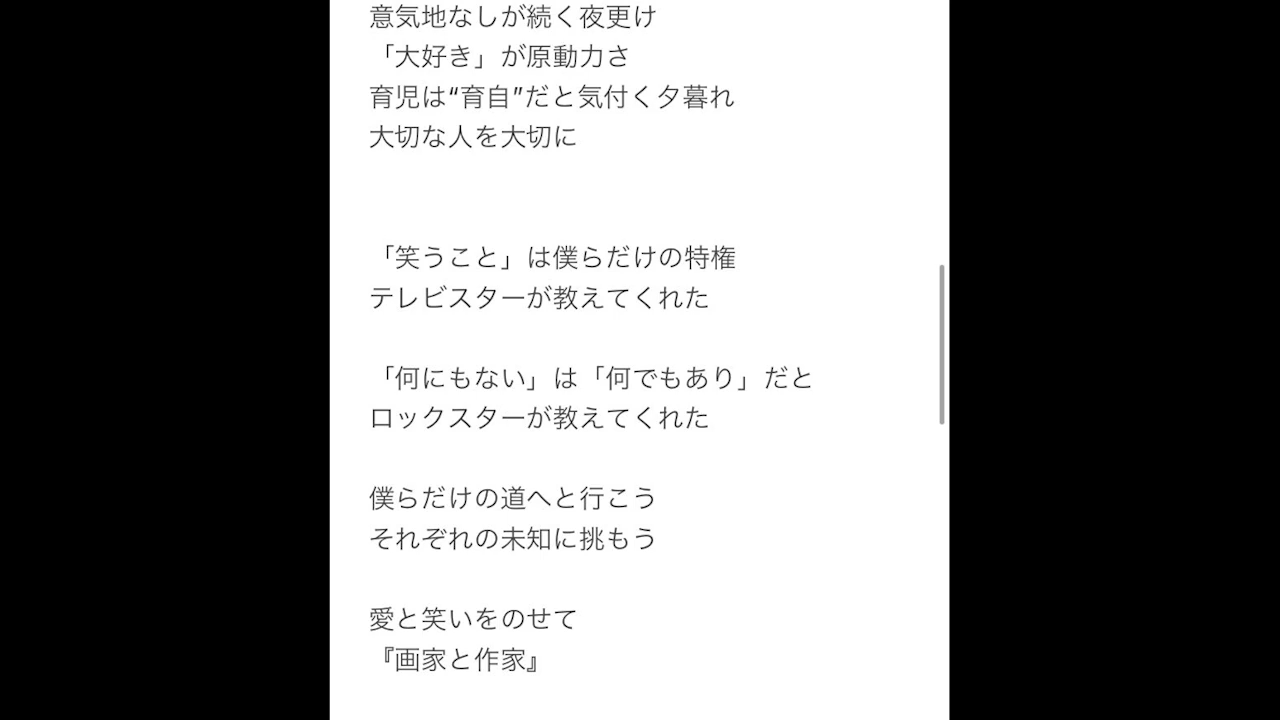 意気地なしが続く夜更け
「大好き」が原動力さ
育児は“育自”だと気付く夕暮れ
大切な人を大切に
「笑うこと」は僕らだけの特権
テレビスターが教えてくれた
「何にもない」は「何でもあり」だと
ロックスターが教えてくれた
僕らだけの道へと行こう
それぞれの未知に挑もう
愛と笑いをのせて
『画家と作家』